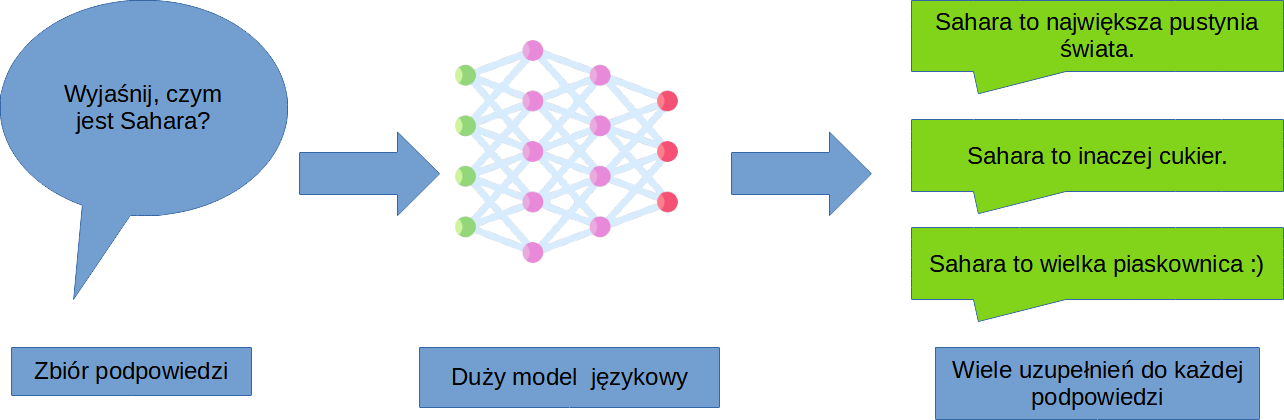 Wyjaśnij, czym
jest Sahara?
Sahara to największa pustynia
świata.
Sahara to inaczej cukier.
Sahara to wielka piaskownica :)
Zbiór podpowiedzi
Duży model językowy
Wiele uzupełnień do każdej
podpowiedzi